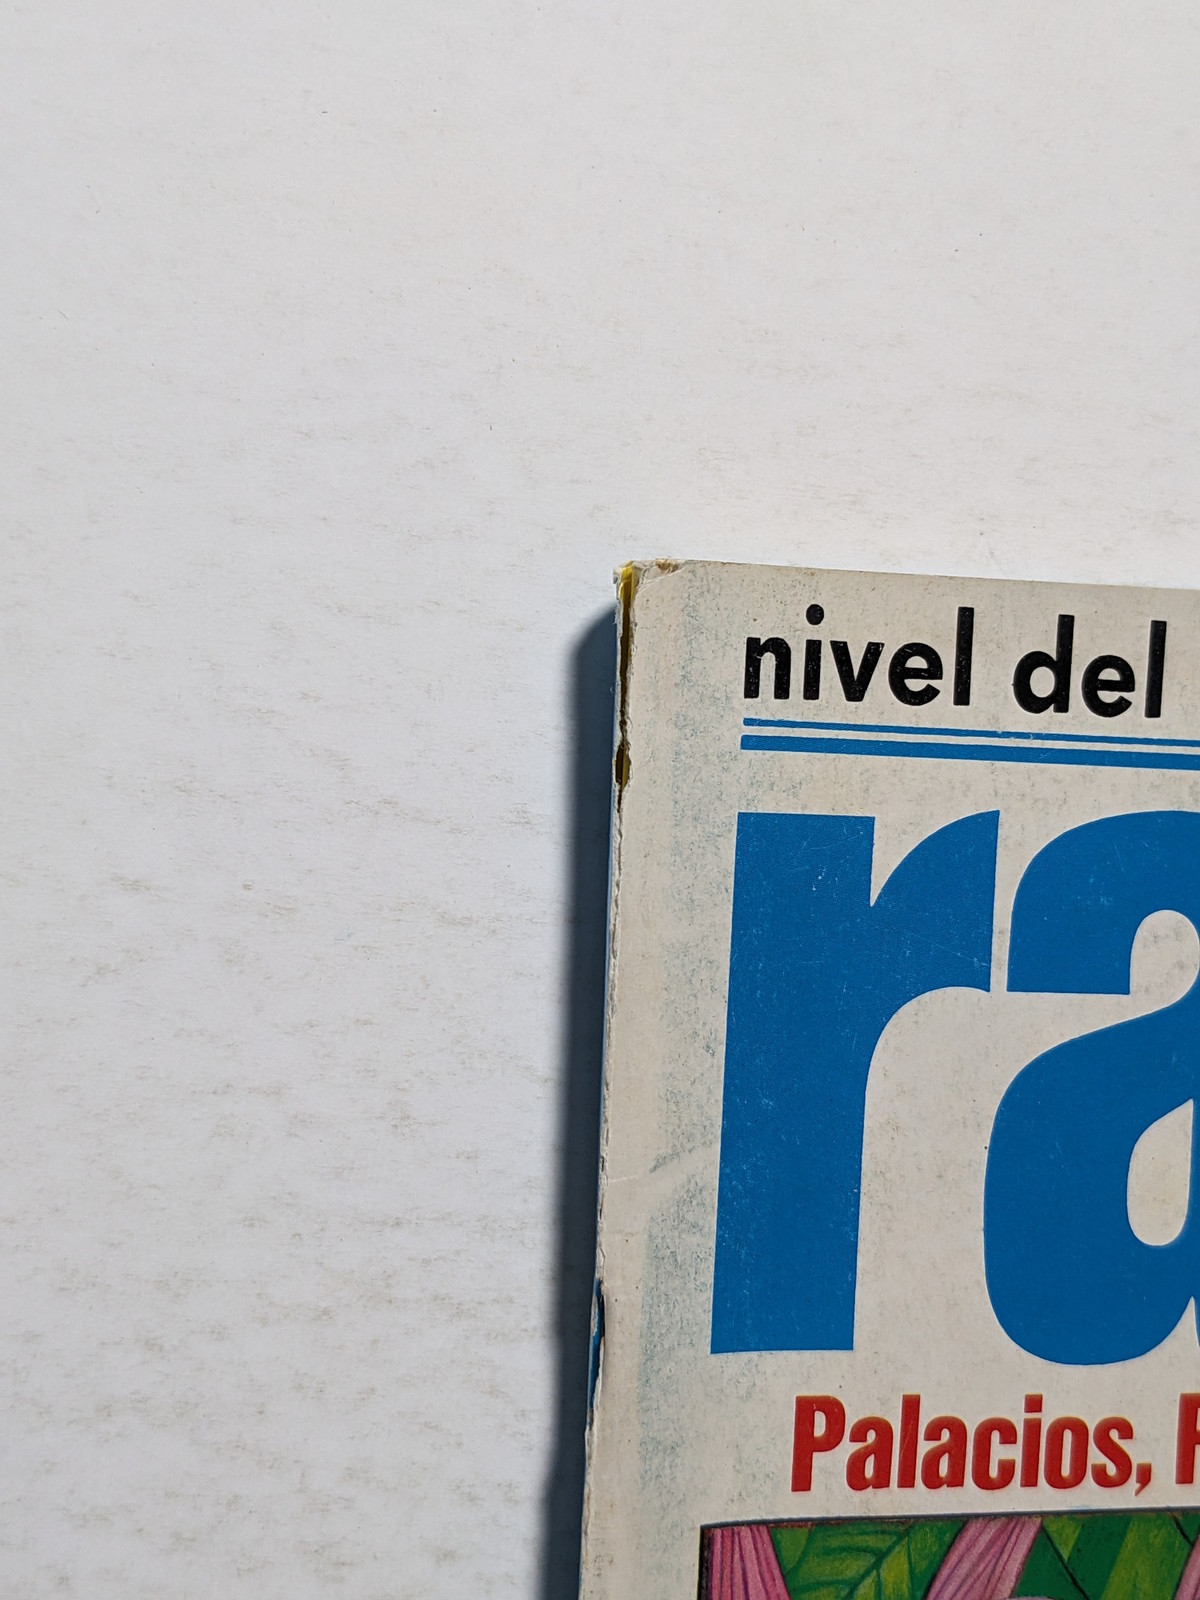 nivel del
ra
Palacios,